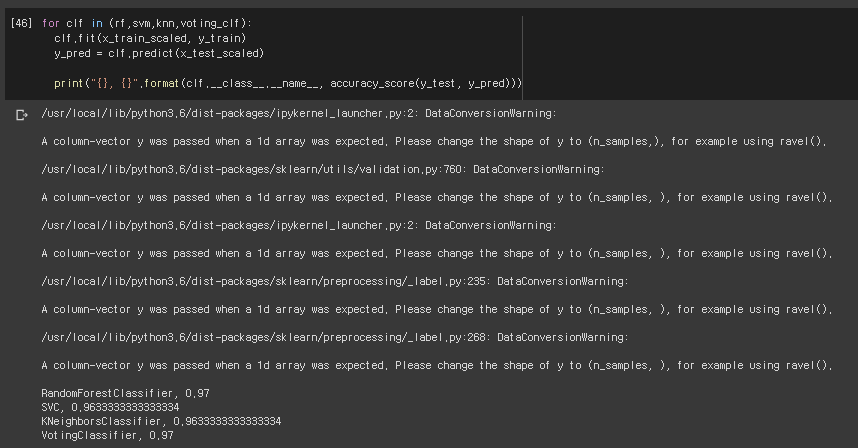 [46] for clf in (rf,svm,knn,voting_clf):
clf.fit(x_train_scaled, y_train)
y_pred = clf.predict(x_test_scaled)
print("{}, {}".format(clf.__class__.__name__, accuracy_score(y_test, y_pred)))
/usr/local/lib/python3.6/dist-packages/ipykernel_launcher.py:2: DataConversionWarning:
A column-vector y was passed when a 1d array was expected. Please change the shape of y to (n_samples,), for example using ravel().
/usr/local/lib/python3.6/dist-packages/sklearn/utils/validation.py:760: DataConversionWarning:
A column-vector y was passed when a 1d array was expected. Please change the shape of y to (n_samples, ), for example using ravel().
/usr/local/lib/python3.6/dist-packages/ipykernel_launcher.py:2: DataConversionWarning:
A column-vector y was passed when a 1d array was expected. Please change the shape of y to (n_samples, ), for example using ravel().
/usr/local/lib/python3.6/dist-packages/sklearn/preprocessing/_label.py:235: DataConversionWarning:
A column-vector y was passed when a 1d array was expected. Please change the shape of y to (n_samples, ), for example using ravel().
/usr/local/lib/python3.6/dist-packages/sklearn/preprocessing/_label.py:268: DataConversionWarning:
A column-vector y was passed when a 1d array was expected. Please change the shape of y to (n_samples, ), for example using ravel().
RandomForestClassifier, 0.97
SVC, 0.9633333333333334
KNeighborsClassifier, 0.9633333333333334
VotingClassifier, 0.97